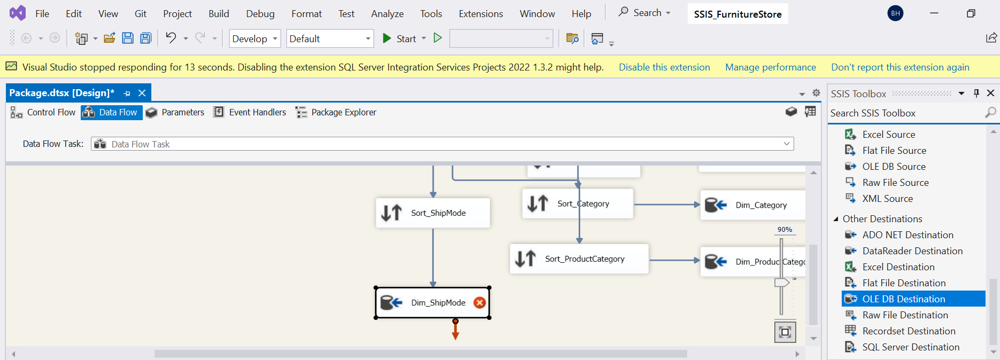 File Edit View Git Project Build Debug Format Test Analyze Tools Extensions Window Help Search SSIS_FurnitureStore BH
Develop Default Start
Visual Studio stopped responding for 13 seconds. Disabling the extension SQL Server Integration Services Projects 2022 1.3.2 might help. Disable this extension Manage performance Don't report this extension again
Package.dtsx [Design]*
Control Flow Data Flow Parameters Event Handlers Package Explorer
Data Flow Task: Data Flow Task
Sort_ShipMode
Sort_Category
Dim_Category
90%
Sort_ProductCategory
Dim_ProductCatego
Dim_ShipMode
SSIS Toolbox
Search SSIS Toolbox
Excel Source
Flat File Source
OLE DB Source
Raw File Source
XML Source
Other Destinations
ADO NET Destination
DataReader Destination
Excel Destination
Flat File Destination
OLE DB Destination
Raw File Destination
Recordset Destination
SQL Server Destination